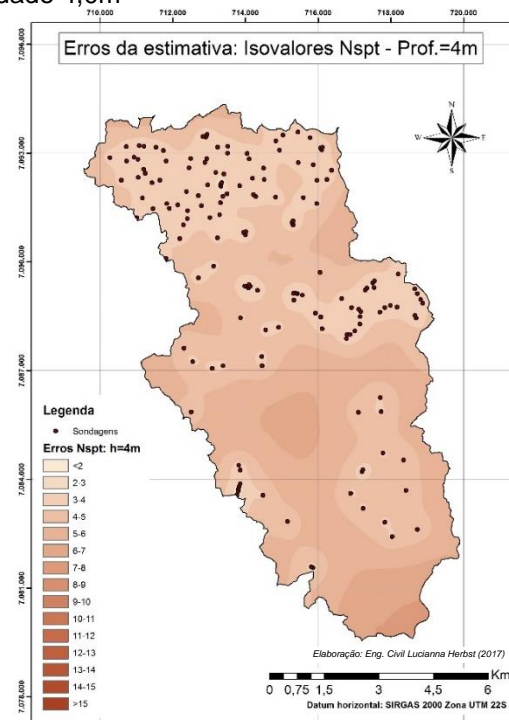 dade 4,0m
710.000 712.000 714.000 716.000 718.000 720.000
Erros da estimativa: Isovalores Nspt - Prof.=4m
7.096.000
7.093.000
7.090.000
7.087.000
7.084.000
7.081.000
7.078.000
N
W E
S
Legenda
Sondagens
Erros Nspt: h=4m
<2
2-3
3-4
4-5
5-6
6-7
7-8
8-9
9-10
10-11
11-12
12-13
13-14
14-15
>15
Elaboração: Eng. Civil Lucianna Herbst (2017)
Km
0 0,75 1,5 3 4,5 6
Datum horizontal: SIRGAS 2000 Zona UTM 22S